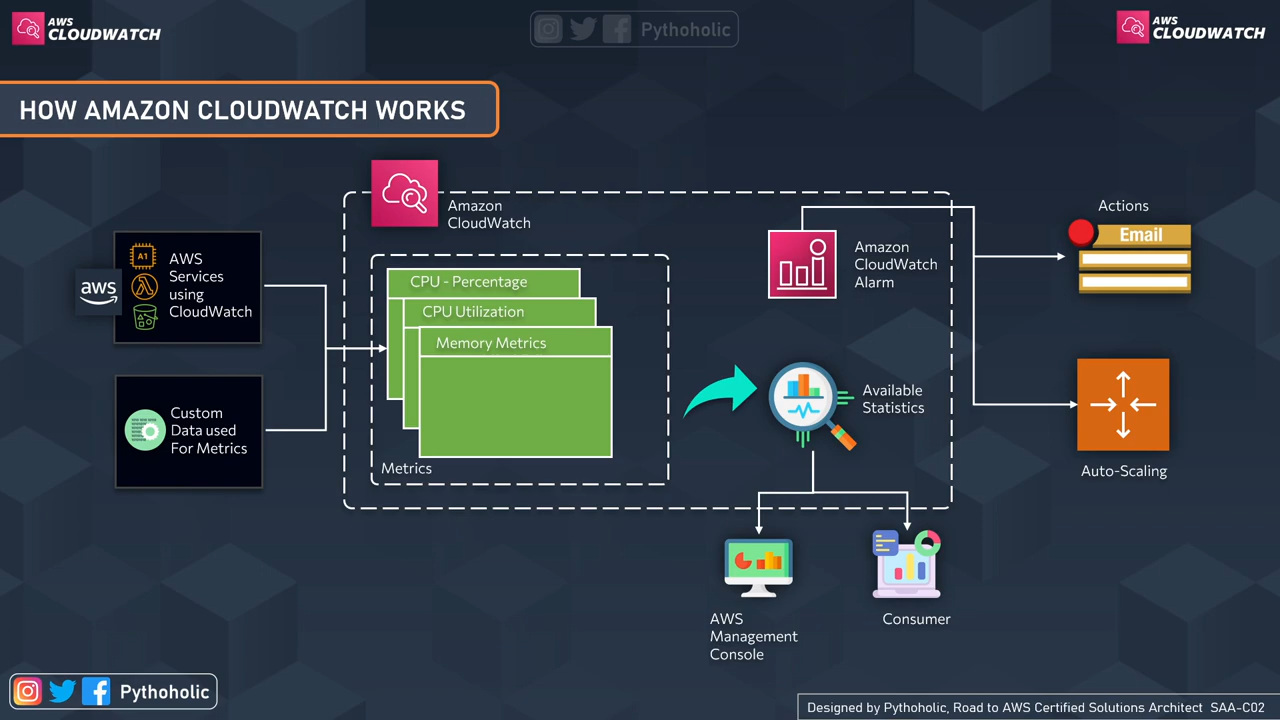 AWS
CLOUDWATCH
Pythoholic
AWS
CLOUDWATCH
HOW AMAZON CLOUDWATCH WORKS
Amazon
CloudWatch
aws
A1
AWS
Services
using
CloudWatch
Custom
Data used
For Metrics
CPU - Percentage
CPU Utilization
Memory Metrics
Metrics
Amazon
CloudWatch
Alarm
Available
Statistics
Actions
Email
Auto-Scaling
AWS
Management
Console
Consumer
Pythoholic
Designed by Pythoholic, Road to AWS Certified Solutions Architect SAA-C02